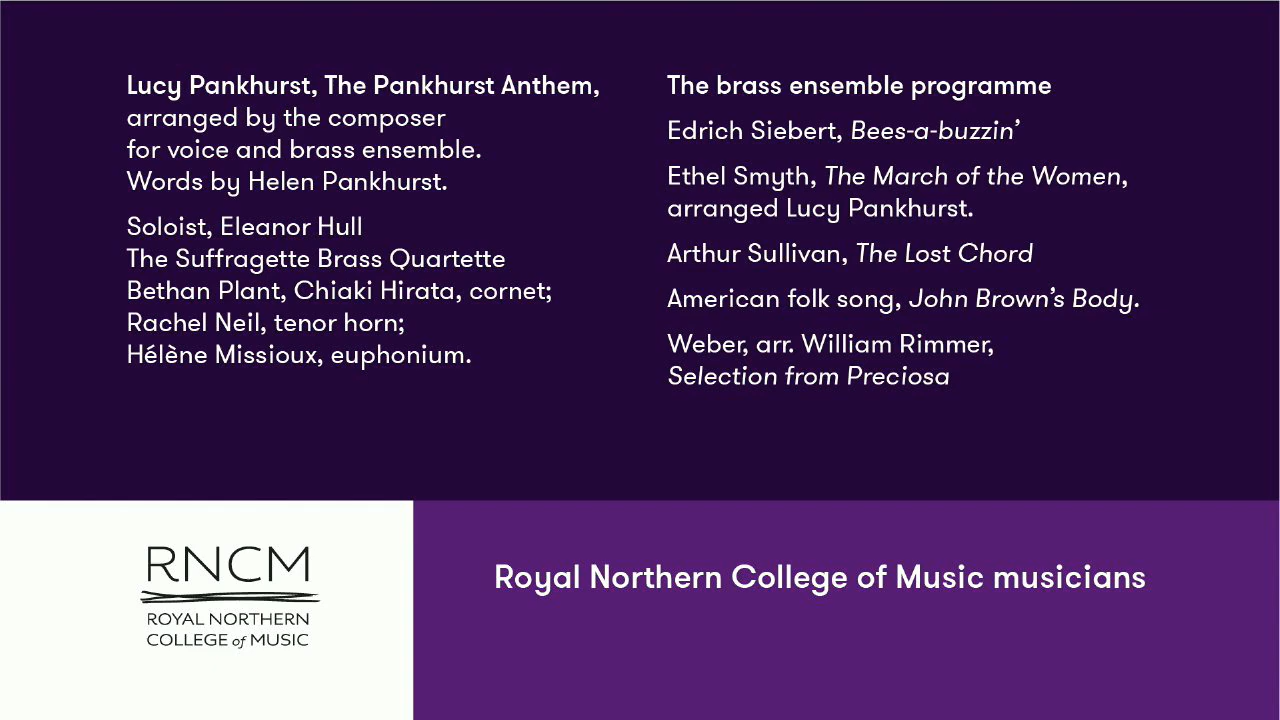 Lucy Pankhurst, The Pankhurst Anthem,
arranged by the composer
for voice and brass ensemble.
Words by Helen Pankhurst.
Soloist, Eleanor Hull
The Suffragette Brass Quartette
Bethan Plant, Chiaki Hirata, cornet;
Rachel Neil, tenor horn;
Hélène Missioux, euphonium.
The brass ensemble programme
Edrich Siebert, Bees-a-buzzin’
Ethel Smyth, The March of the Women,
arranged Lucy Pankhurst.
Arthur Sullivan, The Lost Chord
American folk song, John Brown’s Body.
Weber, arr. William Rimmer,
Selection from Preciosa
RNCM
ROYAL NORTHERN
COLLEGE of MUSIC
Royal Northern College of Music musicians